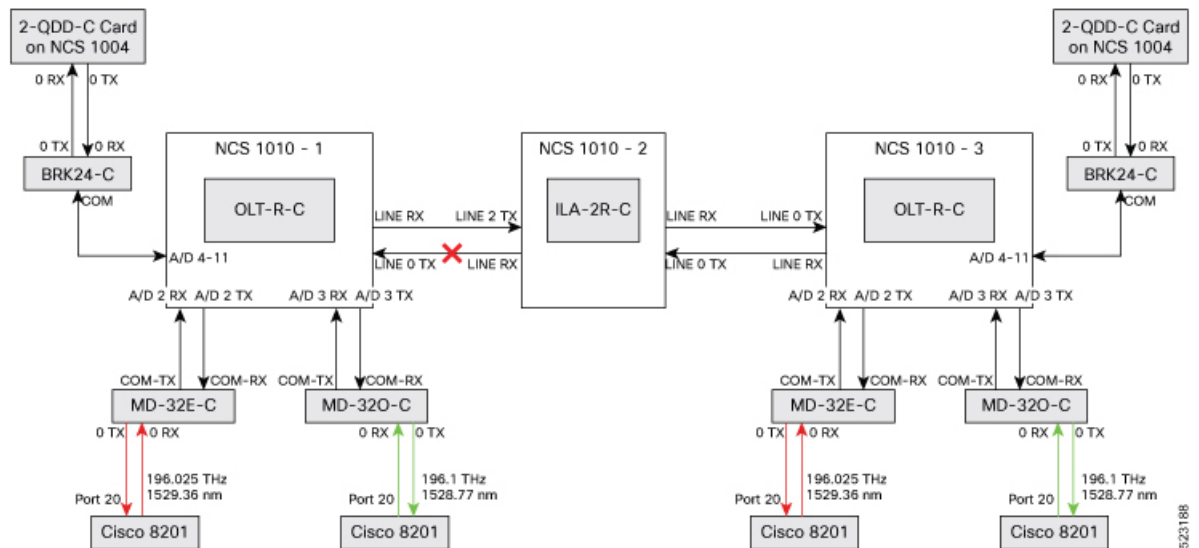 2-QDD-C Card
on NCS 1004
2-QDD-C Card
on NCS 1004
0 RX
0 TX
0 RX
0 TX
0 TX
0 RX
NCS 1010 - 1
NCS 1010 - 2
NCS 1010 - 3
0 TX
0 RX
BRK24-C
BRK24-C
COM
COM
OLT-R-C
ILA-2R-C
OLT-R-C
LINE RX
LINE 2 TX
LINE RX
LINE 0 TX
A/D 4-11
LINE 0 TX
LINE RX
LINE 0 TX
LINE RX
A/D 4-11
A/D 2 RX
A/D 2 TX
A/D 3 RX
A/D 3 TX
A/D 2 RX
A/D 2 TX
A/D 3 RX
A/D 3 TX
COM-TX
COM-RX
COM-TX
COM-RX
COM-TX
COM-RX
COM-TX
COM-RX
MD-32E-C
MD-32O-C
MD-32E-C
MD-32O-C
0 TX
0 RX
0 RX
0 TX
0 TX
0 RX
0 RX
0 TX
196.025 THz
1529.36 nm
196.1 THz
1528.77 nm
196.025 THz
1529.36 nm
196.1 THz
1528.77 nm
Port 20
Port 20
Port 20
Port 20
Cisco 8201
Cisco 8201
Cisco 8201
Cisco 8201
523188